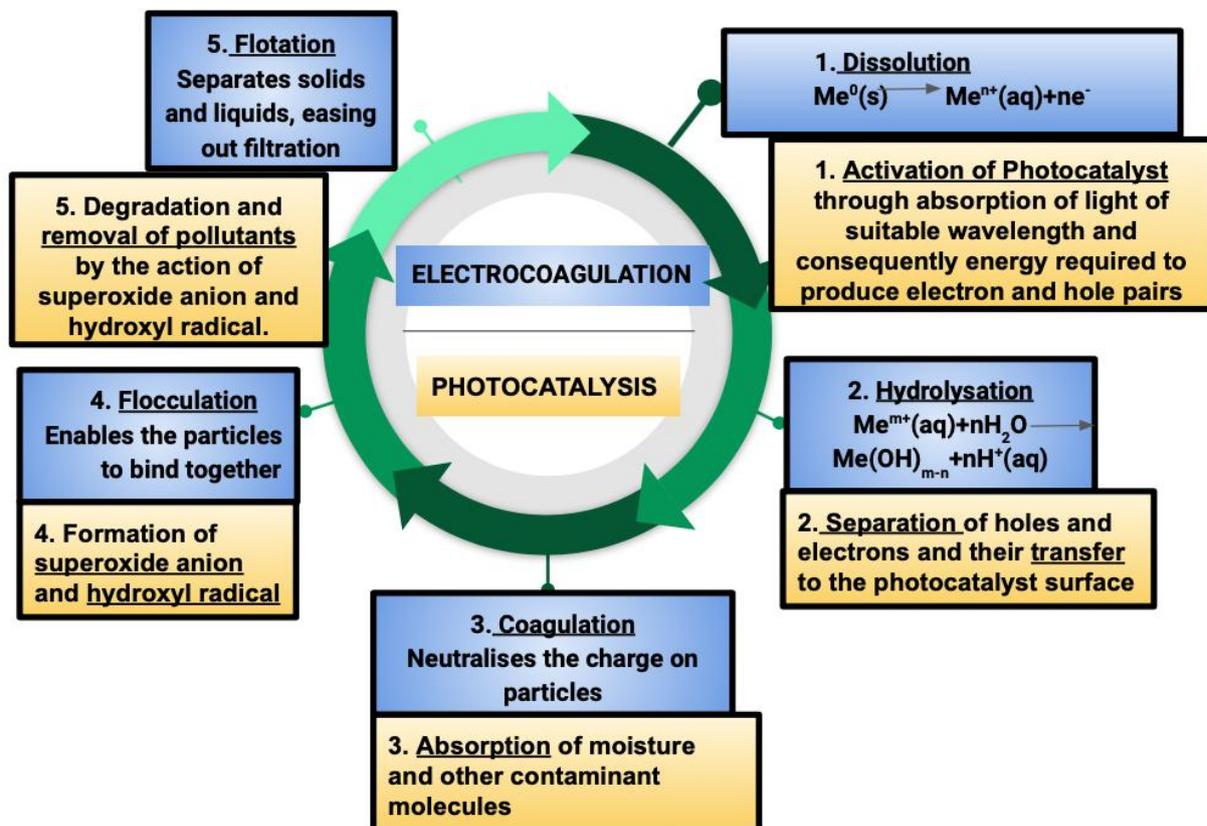 5. Flotation
Separates solids
and liquids, easing
out filtration
1. Dissolution
Me⁰(s) → Meⁿ⁺(aq)+ne⁻
1. Activation of Photocatalyst
through absorption of light of
suitable wavelength and
consequently energy required to
produce electron and hole pairs
5. Degradation and
removal of pollutants
by the action of
superoxide anion and
hydroxyl radical.
ELECTROCOAGULATION
PHOTOCATALYSIS
2. Hydrolysation
Meᵐ⁺(aq)+nH₂O →
Me(OH)ₘ₋ₙ+nH⁺(aq)
2. Separation of holes and
electrons and their transfer
to the photocatalyst surface
4. Flocculation
Enables the particles
to bind together
4. Formation of
superoxide anion
and hydroxyl radical
3. Coagulation
Neutralises the charge on
particles
3. Absorption of moisture
and other contaminant
molecules